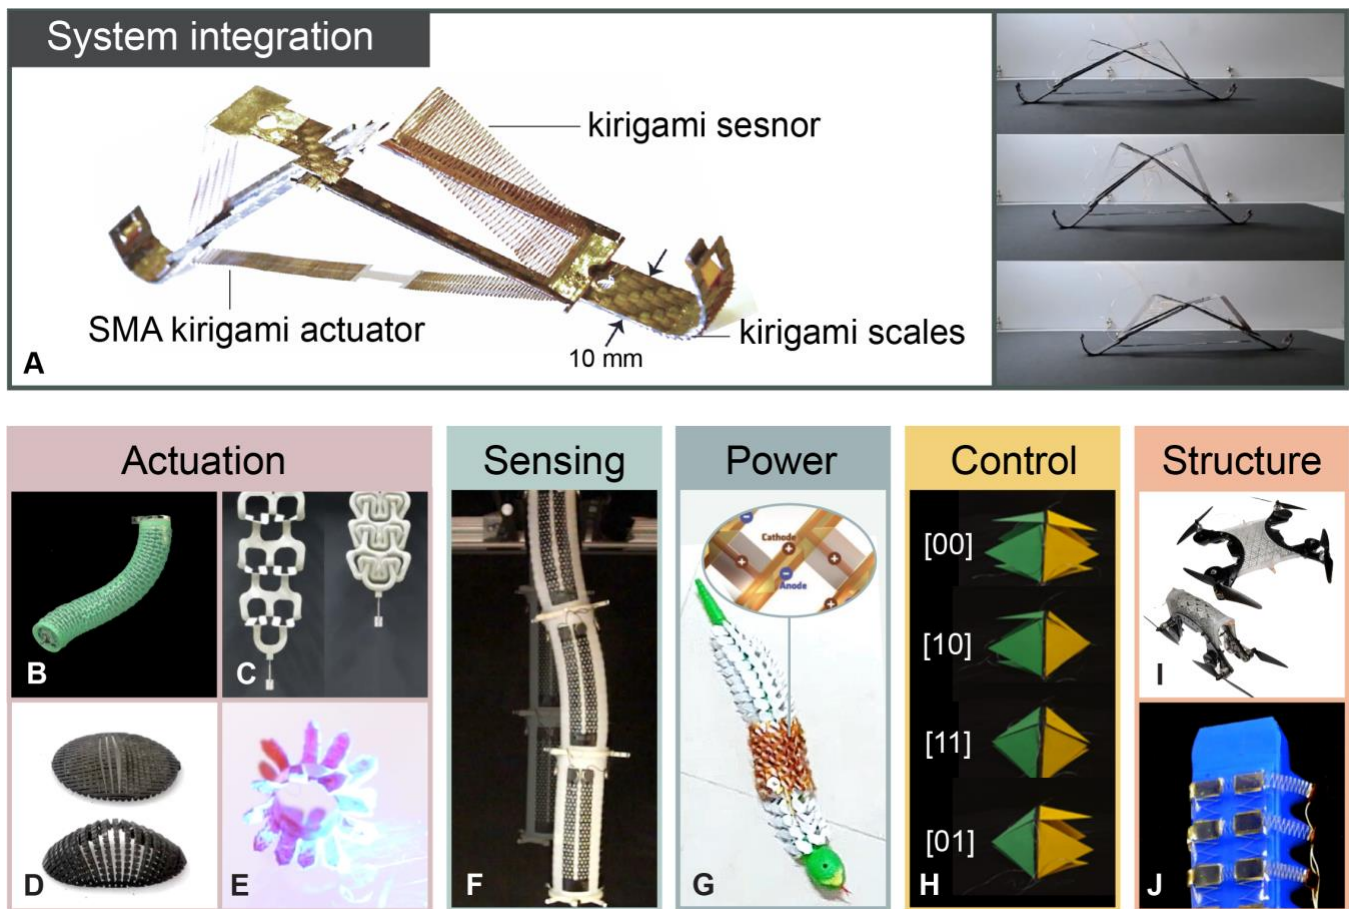 System integration
kirigami sesnor
SMA kirigami actuator
kirigami scales
10 mm
A
Actuation
Sensing
Power
Control
Structure
B
C
D
E
F
Cathode
Anode
G
[00]
[10]
[11]
[01]
H
I
J